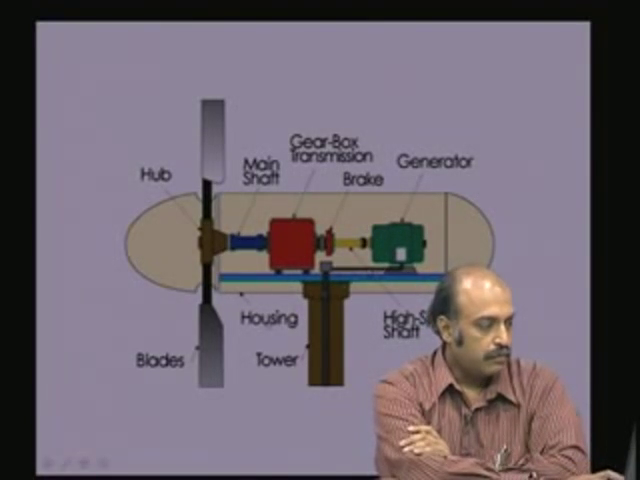 Gear-Box
Transmission
Hub
Main
Shaft
Brake
Generator
Housing
High-S
Shaft
Blades
Tower